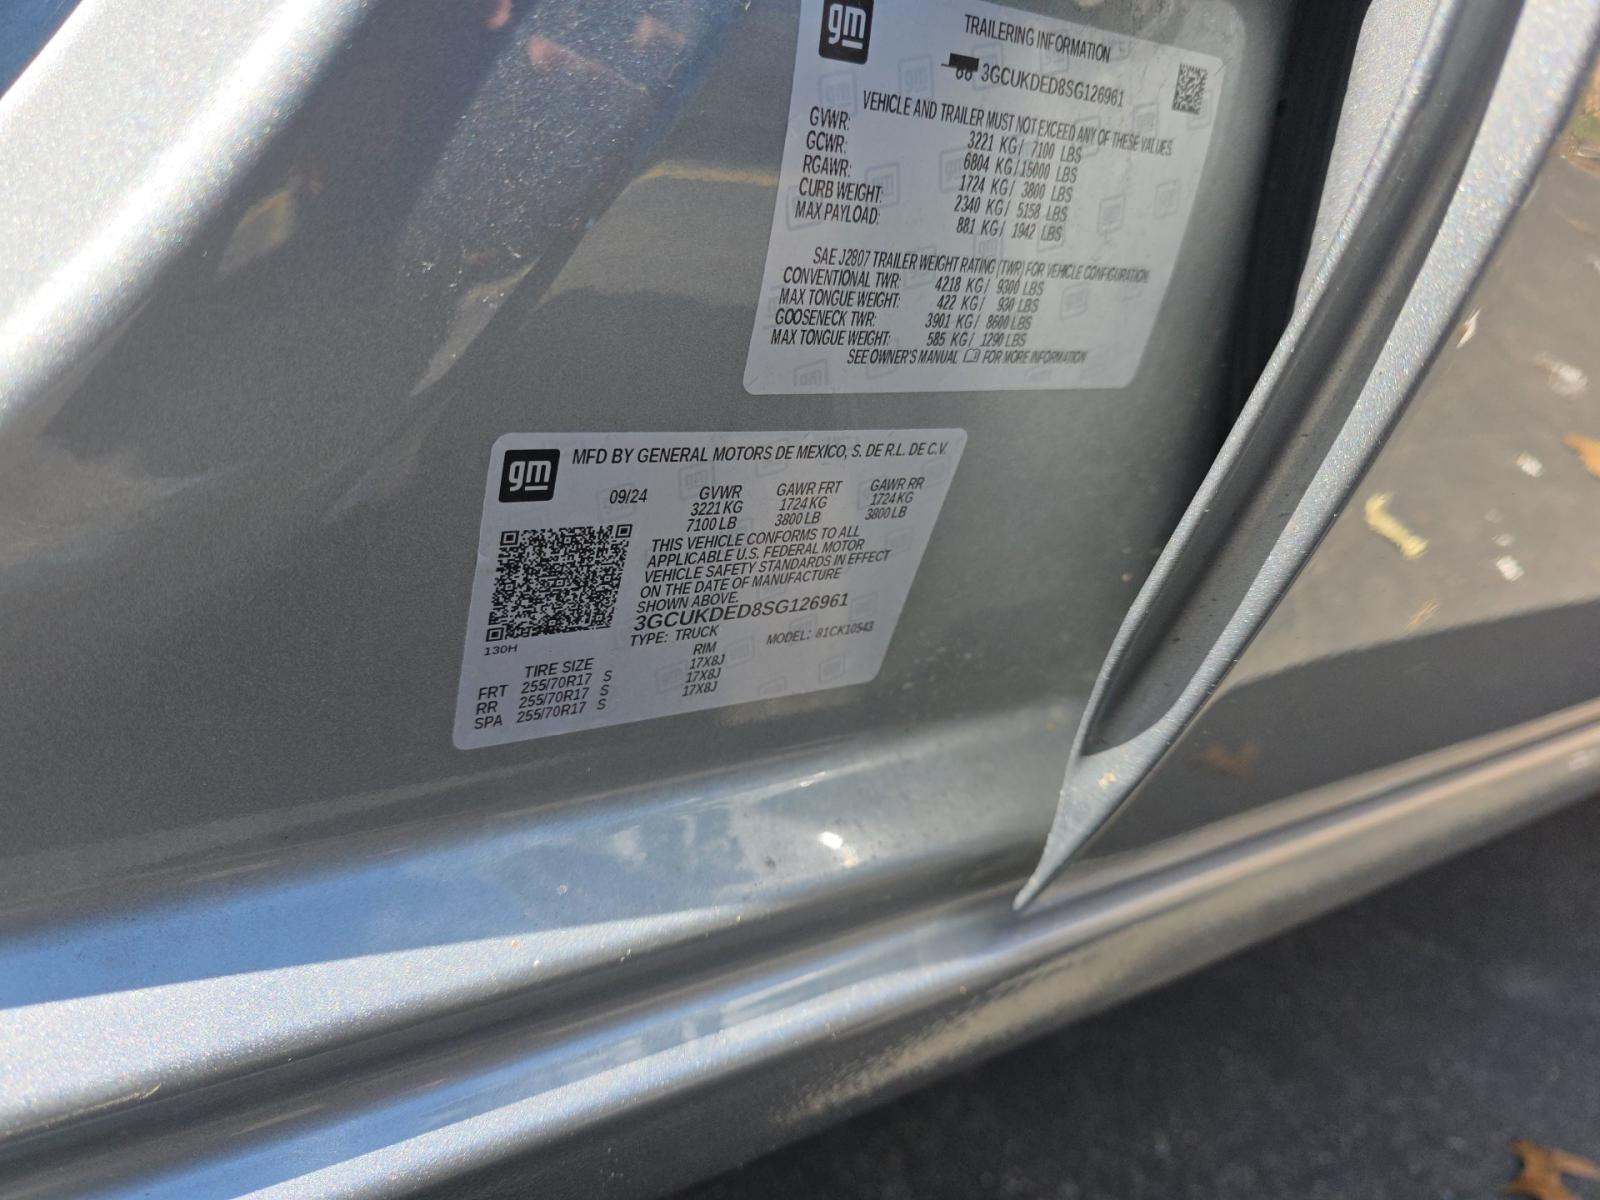 gm
TRAILERING INFORMATION
88 3GCUKDED8SG126961
VEHICLE AND TRAILER MUST NOT EXCEED ANY OF THESE VALUES
GVWR: 3221 KG/ 7100 LBS
GCWR: 6804 KG/15000 LBS
RGAWR: 1724 KG/ 3800 LBS
CURB WEIGHT: 2340 KG/ 5158 LBS
MAX PAYLOAD: 881 KG/ 1942 LBS
SAE J2807 TRAILER WEIGHT RATING (TWR) FOR VEHICLE CONFIGURATION
CONVENTIONAL TWR: 4218 KG/ 9300 LBS
MAX TONGUE WEIGHT: 422 KG/ 930 LBS
GOOSENECK TWR: 3901 KG/ 8600 LBS
MAX TONGUE WEIGHT: 585 KG/ 1290 LBS
SEE OWNER'S MANUAL FOR MORE INFORMATION
gm
MFD BY GENERAL MOTORS DE MEXICO, S. DE R.L. DE C.V.
09/24 GVWR GAWR FRT GAWR RR
3221 KG 1724 KG 1724 KG
7100 LB 3800 LB 3800 LB
THIS VEHICLE CONFORMS TO ALL
APPLICABLE U.S. FEDERAL MOTOR
VEHICLE SAFETY STANDARDS IN EFFECT
ON THE DATE OF MANUFACTURE
SHOWN ABOVE.
3GCUKDED8SG126961
TYPE: TRUCK MODEL: 81CK10543
130H
TIRE SIZE RIM
FRT 255/70R17 S 17X8J
RR 255/70R17 S 17X8J
SPA 255/70R17 S 17X8J